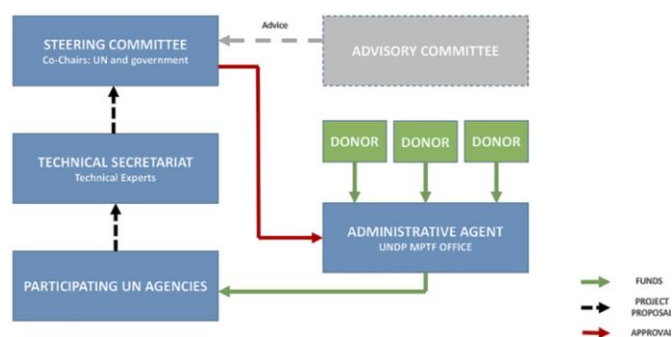 STEERING COMMITTEE
Co-Chairs: UN and government
Advice
ADVISORY COMMITTEE
TECHNICAL SECRETARIAT
Technical Experts
DONOR
DONOR
DONOR
ADMINISTRATIVE AGENT
UNDP MPTF OFFICE
PARTICIPATING UN AGENCIES
FUNDS
PROJECT
PROPOSAL
APPROVAL